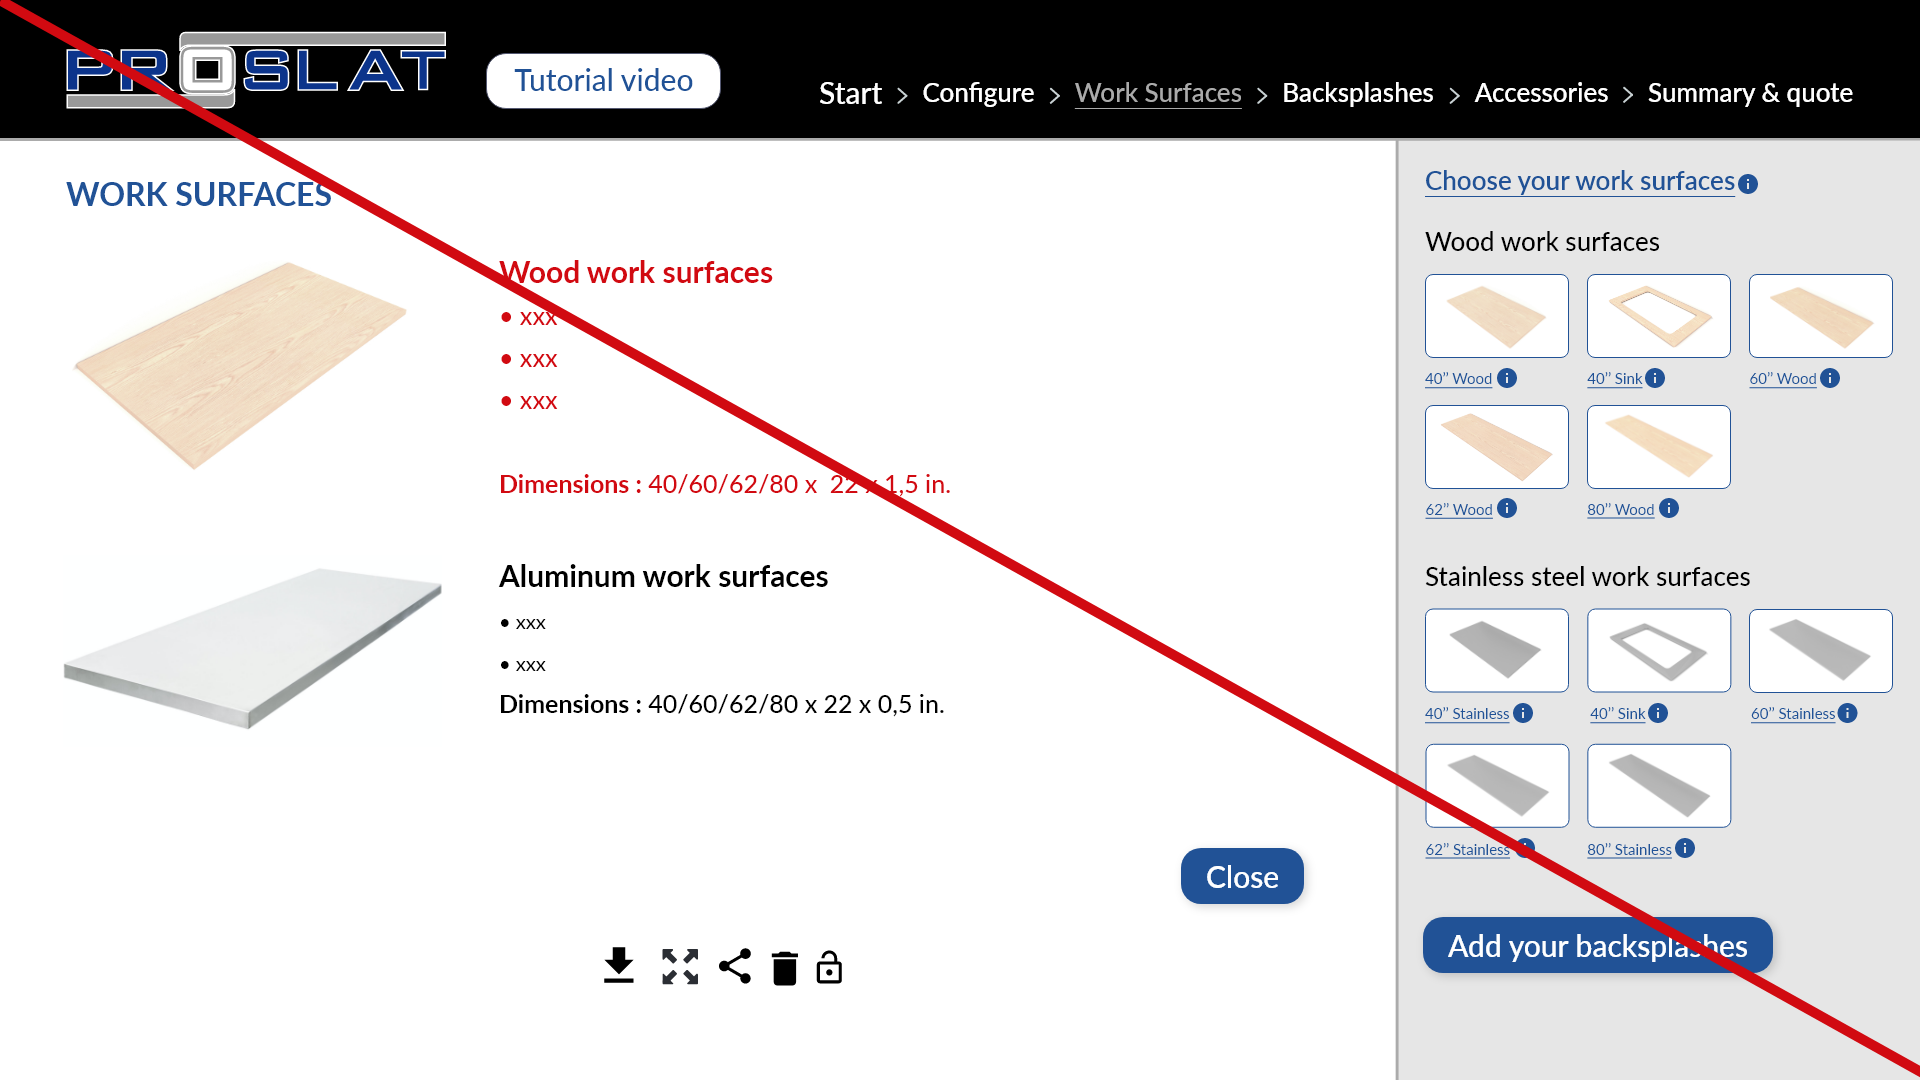 PROSLAT
Tutorial video
Start > Configure > Work Surfaces > Backsplashes > Accessories > Summary & quote
WORK SURFACES
Wood work surfaces
• xxx
• xxx
• xxx
Dimensions : 40/60/62/80 x 22 x 1,5 in.
Aluminum work surfaces
• xxx
• xxx
Dimensions : 40/60/62/80 x 22 x 0,5 in.
Close
Choose your work surfaces i
Wood work surfaces
40’’ Wood i 40’’ Sink i 60’’ Wood i
62’’ Wood i 80’’ Wood i
Stainless steel work surfaces
40’’ Stainless i 40’’ Sink i 60’’ Stainless i
62’’ Stainless i 80’’ Stainless i
Add your backsplashes